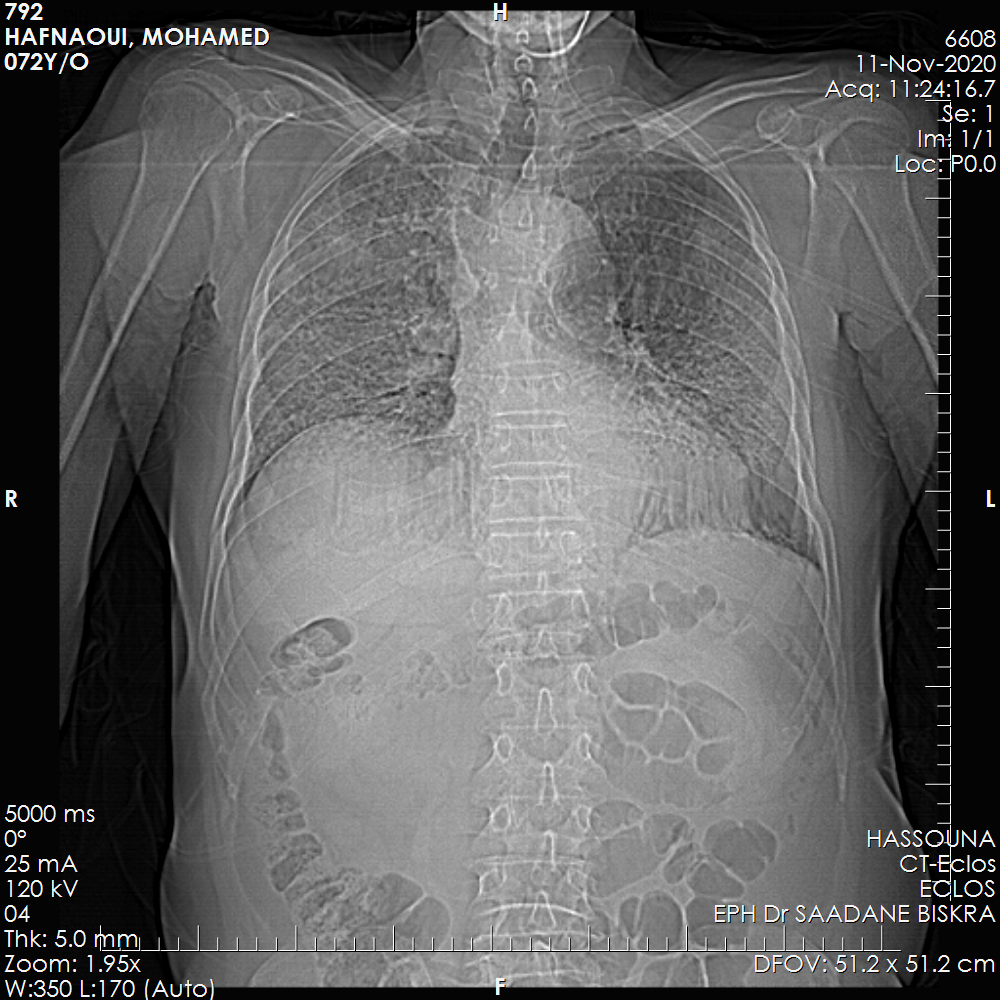 792
HAFNAOUI, MOHAMED
072Y/O
H
6608
11-Nov-2020
Acq: 11:24:16.7
Se: 1
Im: 1/1
Loc: P0.0
R
L
5000 ms
0°
25 mA
120 kV
04
Thk: 5.0 mm
Zoom: 1.95x
W:350 L:170 (Auto)
F
HASSOUNA
CT-Eclos
ECLOS
EPH Dr SAADANE BISKRA
DFOV: 51.2 x 51.2 cm